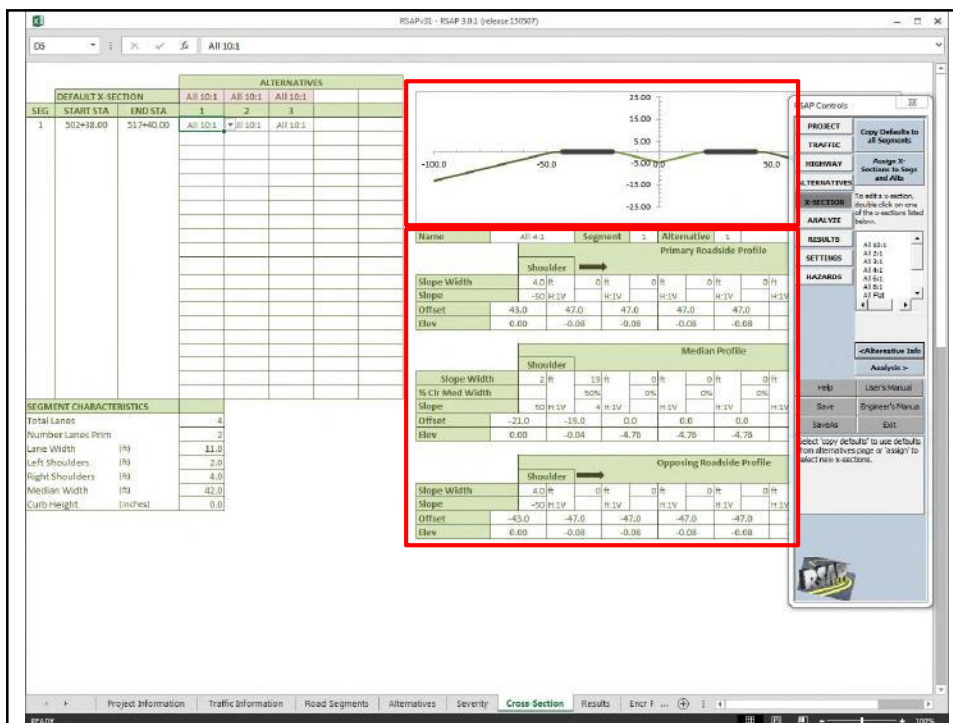 RSAPv31 - RSAP 3.0.1 (release 150507)
D5 fx All 10:1
ALTERNATIVES
DEFAULT X-SECTION All 10:1 All 10:1 All 10:1
SEG START STA END STA 1 2 3
1 502+38.00 517+40.00 All 10:1 All 10:1 All 10:1
25.00
15.00
5.00
-100.0 -50.0 -5.00 0.0 50.0
-15.00
-25.00
Name All 4:1 Segment 1 Alternative 1
Primary Roadside Profile
Shoulder
Slope Width 4.0 ft 0 ft 0 ft 0 ft 0 ft
Slope -50 H:1V H:1V H:1V H:1V H:1V
Offset 43.0 47.0 47.0 47.0 47.0
Elev 0.00 -0.08 -0.08 -0.08 -0.08
Median Profile
Shoulder
Slope Width 2 ft 19 ft 0 ft 0 ft 0 ft
% Clr Med Width 50% 0% 0% 0%
Slope 50 H:1V 4 H:1V H:1V H:1V H:1V
Offset -21.0 -19.0 0.0 0.0 0.0
Elev 0.00 -0.04 -4.76 -4.76 -4.76
Opposing Roadside Profile
Shoulder
Slope Width 4.0 ft 0 ft 0 ft 0 ft 0 ft
Slope -50 H:1V H:1V H:1V H:1V H:1V
Offset -43.0 -47.0 -47.0 -47.0 -47.0
Elev 0.00 -0.08 -0.08 -0.08 -0.08
SEGMENT CHARACTERISTICS
Total Lanes 4
Number Lanes Prim 2
Lane Width (ft) 11.0
Left Shoulders (ft) 2.0
Right Shoulders (ft) 4.0
Median Width (ft) 42.0
Curb Height (inches) 0.0
RSAP Controls
PROJECT
TRAFFIC
HIGHWAY
ALTERNATIVES
X-SECTION
ANALYZE
RESULTS
SETTINGS
HAZARDS
Copy Defaults to
all Segments
Assign X-
Sections to Segs
and Alts
To edit a x-section,
double click on one
of the x-sections listed
below.
All 10:1
All 2:1
All 3:1
All 4:1
All 6:1
All 8:1
All Flat
<Alternative Info
Analysis >
Help User's Manual
Save Engineer's Manua
SaveAs Exit
Select 'copy defaults' to use defaults
from alternatives page or 'assign' to
select new x-sections.
RSAP
Project Information Traffic Information Road Segments Alternatives Severity Cross-Section Results Encr F ...
READY 100%